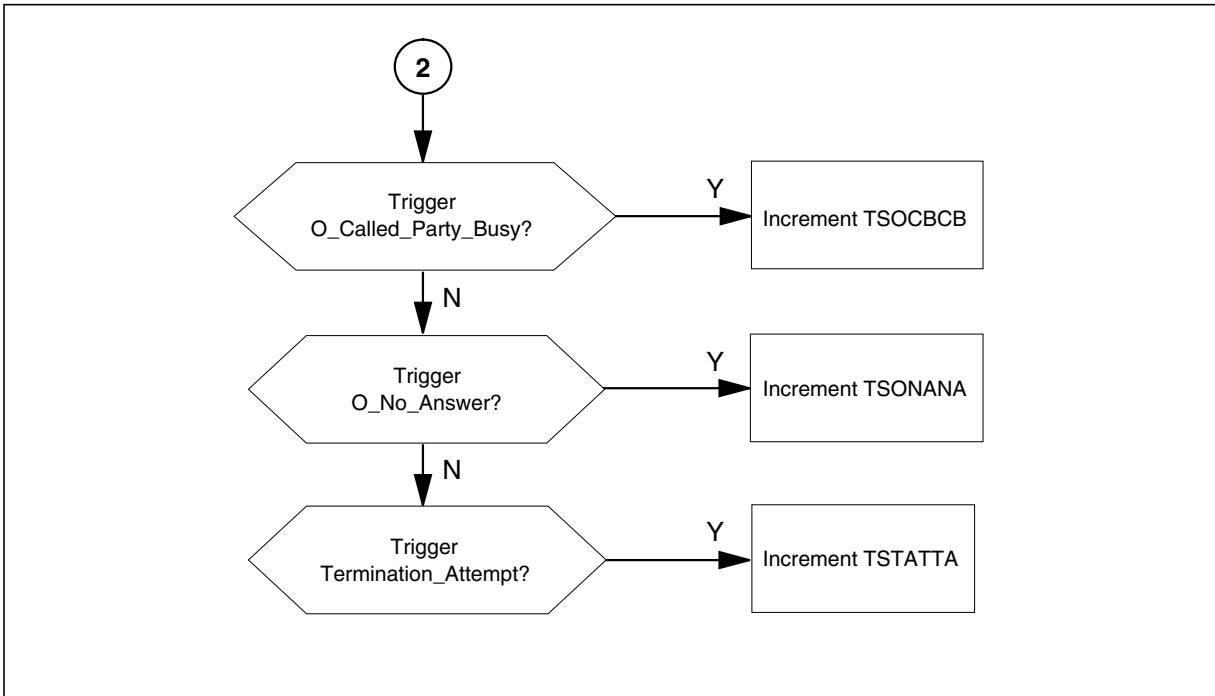 2
Trigger
O_Called_Party_Busy?
Y
Increment TSOCBCB
N
Trigger
O_No_Answer?
Y
Increment TSONANA
N
Trigger
Termination_Attempt?
Y
Increment TSTATTA